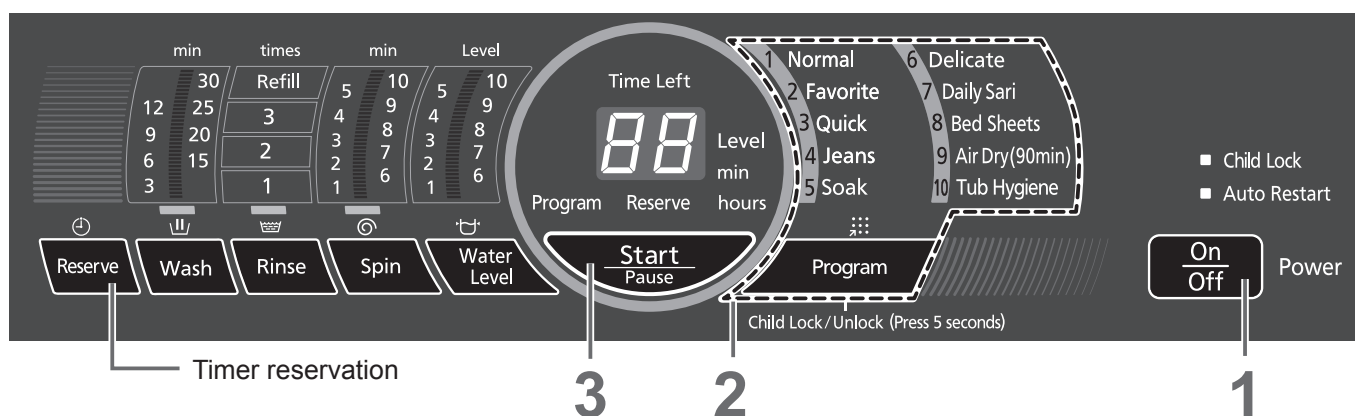 min times min Level
30 Refill 10 10
5 5
12 25 3 4 9 4 9
9 20 3 8 3 8
2 7 7
6 15 2 6 2 6
3 1 1 1
Reserve Wash Rinse Spin Water Level
Time Left
88
Level
min
Program Reserve hours
Start
Pause
1 Normal
2 Favorite
3 Quick
4 Jeans
5 Soak
6 Delicate
7 Daily Sari
8 Bed Sheets
9 Air Dry(90min)
10 Tub Hygiene
Program
Child Lock/Unlock (Press 5 seconds)
Child Lock
Auto Restart
On
Off
Power
Timer reservation
3 2 1